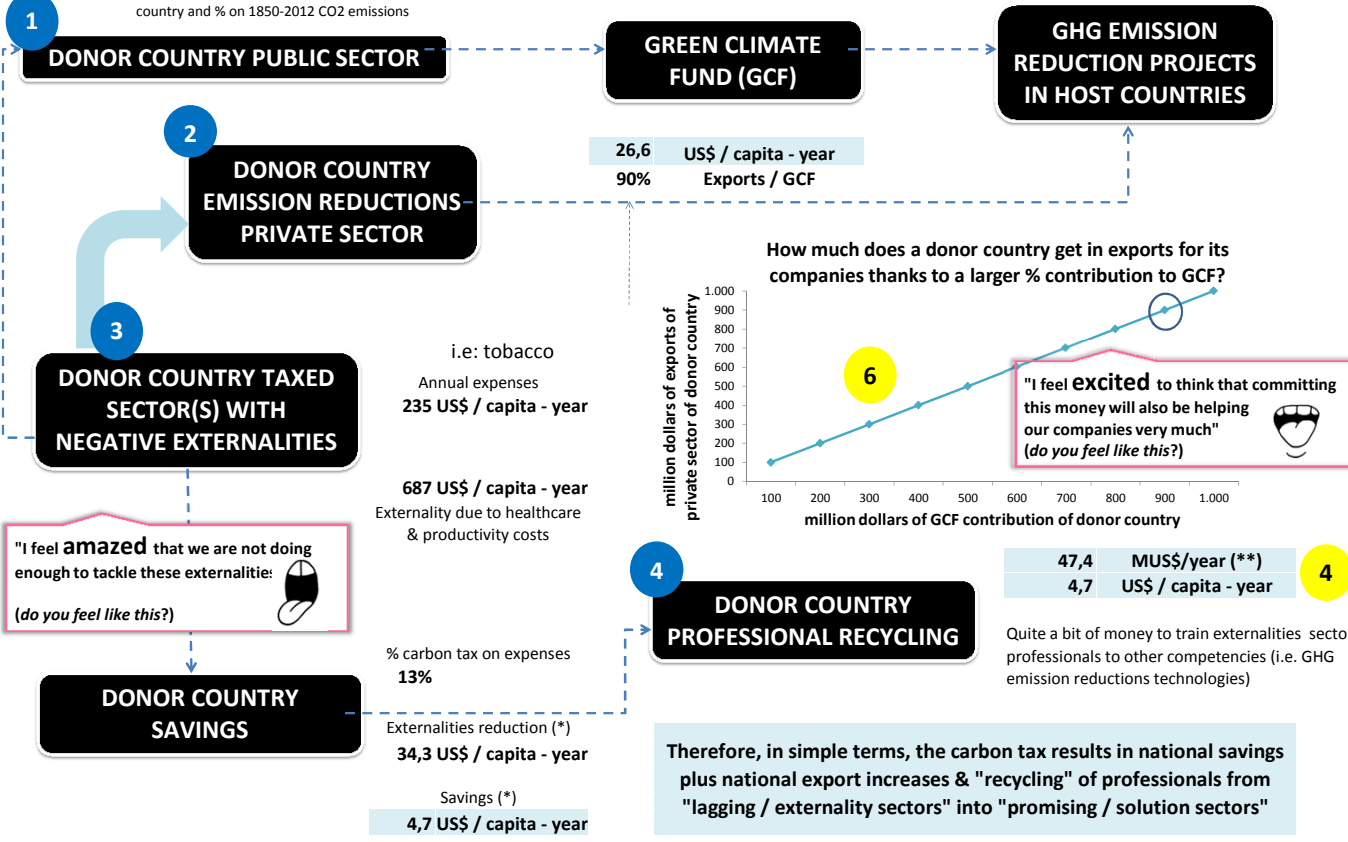 country and % on 1850-2012 CO2 emissions
1
DONOR COUNTRY PUBLIC SECTOR
GREEN CLIMATE
FUND (GCF)
GHG EMISSION
REDUCTION PROJECTS
IN HOST COUNTRIES
2
DONOR COUNTRY
EMISSION REDUCTIONS
PRIVATE SECTOR
26,6 US$ / capita - year
90% Exports / GCF
3
DONOR COUNTRY TAXED
SECTOR(S) WITH
NEGATIVE EXTERNALITIES
i.e: tobacco
Annual expenses
235 US$ / capita - year
687 US$ / capita - year
Externality due to healthcare
& productivity costs
How much does a donor country get in exports for its
companies thanks to a larger % contribution to GCF?
million dollars of exports of
private sector of donor country
1.000
900
800
700
600
500
400
300
200
100
0
100 200 300 400 500 600 700 800 900 1.000
million dollars of GCF contribution of donor country
6
"I feel excited to think that committing
this money will also be helping
our companies very much"
(do you feel like this?)
"I feel amazed that we are not doing
enough to tackle these externalities
(do you feel like this?)
4
DONOR COUNTRY
PROFESSIONAL RECYCLING
47,4 MUS$/year (**)
4,7 US$ / capita - year
4
Quite a bit of money to train externalities secto
professionals to other competencies (i.e. GHG
emission reductions technologies)
DONOR COUNTRY
SAVINGS
% carbon tax on expenses
13%
Externalities reduction (*)
34,3 US$ / capita - year
Savings (*)
4,7 US$ / capita - year
Therefore, in simple terms, the carbon tax results in national savings
plus national export increases & "recycling" of professionals from
"lagging / externality sectors" into "promising / solution sectors"